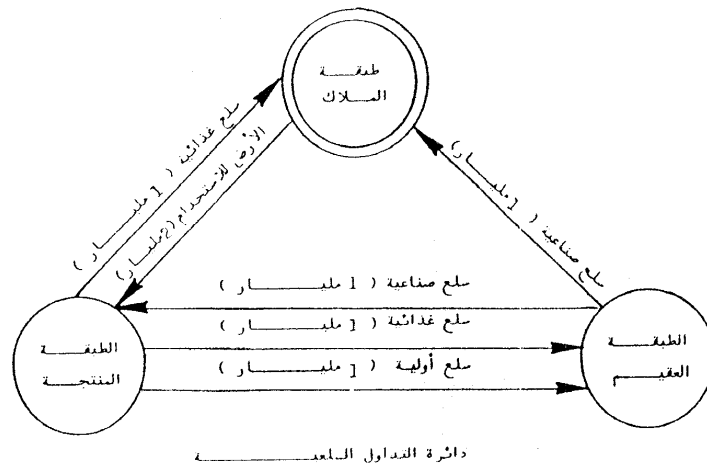 طبقة
الملاك
سلع غذائية ( 1 مليار )
الأرض للاستخدام (2 مليار)
سلع صناعية ( 1 مليار )
سلع صناعية ( 1 مليار )
سلع غذائية ( 1 مليار )
سلع أولية ( 1 مليار )
الطبقة
المنتجة
الطبقة
العقيم
دائرة التداول السلعية